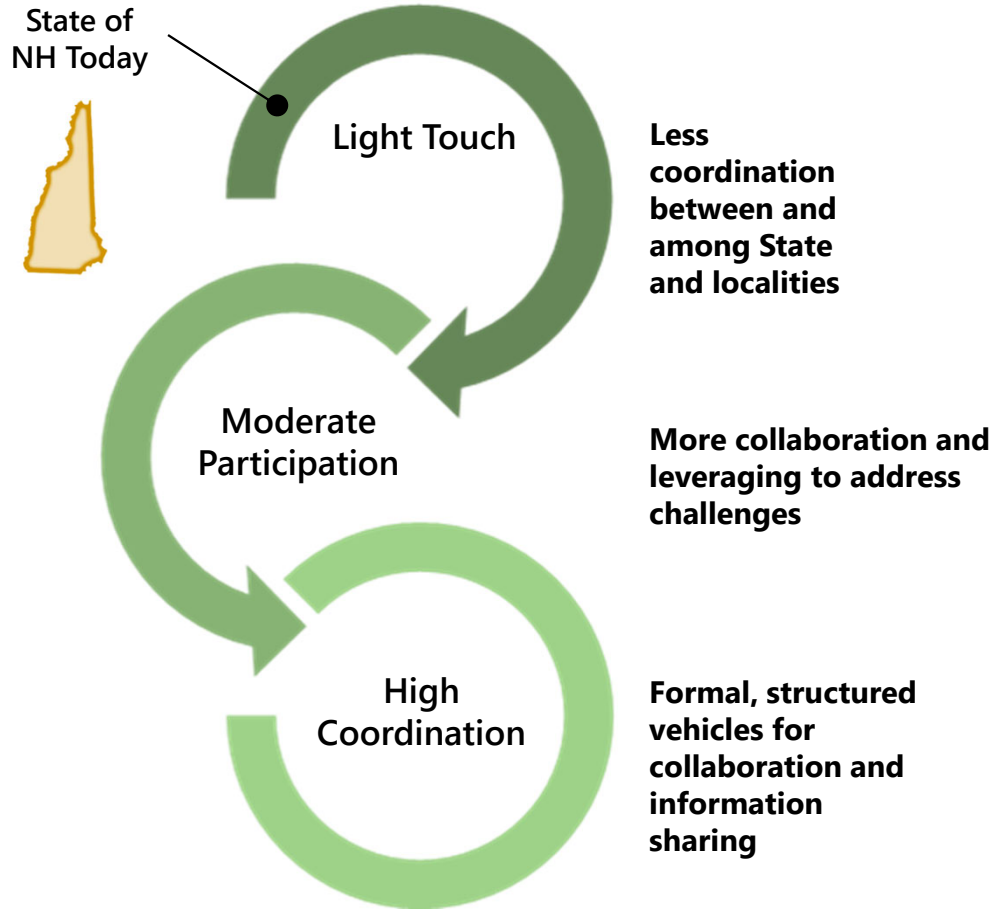 State of
NH Today
Light Touch
Less
coordination
between and
among State
and localities
Moderate
Participation
More collaboration and
leveraging to address
challenges
High
Coordination
Formal, structured
vehicles for
collaboration and
information
sharing